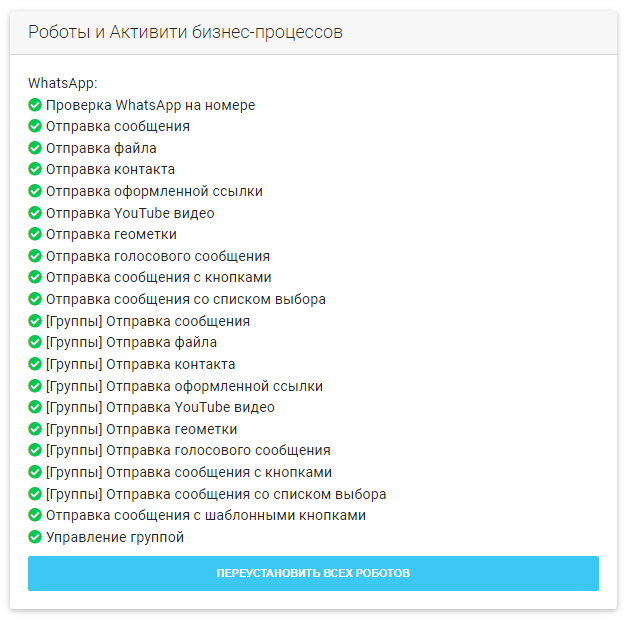 Роботы и Активити бизнес-процессов
WhatsApp:
Проверка WhatsApp на номере
Отправка сообщения
Отправка файла
Отправка контакта
Отправка оформленной ссылки
Отправка YouTube видео
Отправка геометки
Отправка голосового сообщения
Отправка сообщения с кнопками
Отправка сообщения со списком выбора
[Группы] Отправка сообщения
[Группы] Отправка файла
[Группы] Отправка контакта
[Группы] Отправка оформленной ссылки
[Группы] Отправка YouTube видео
[Группы] Отправка геометки
[Группы] Отправка голосового сообщения
[Группы] Отправка сообщения с кнопками
[Группы] Отправка сообщения со списком выбора
Отправка сообщения с шаблонными кнопками
Управление группой
ПЕРЕУСТАНОВИТЬ ВСЕХ РОБОТОВ